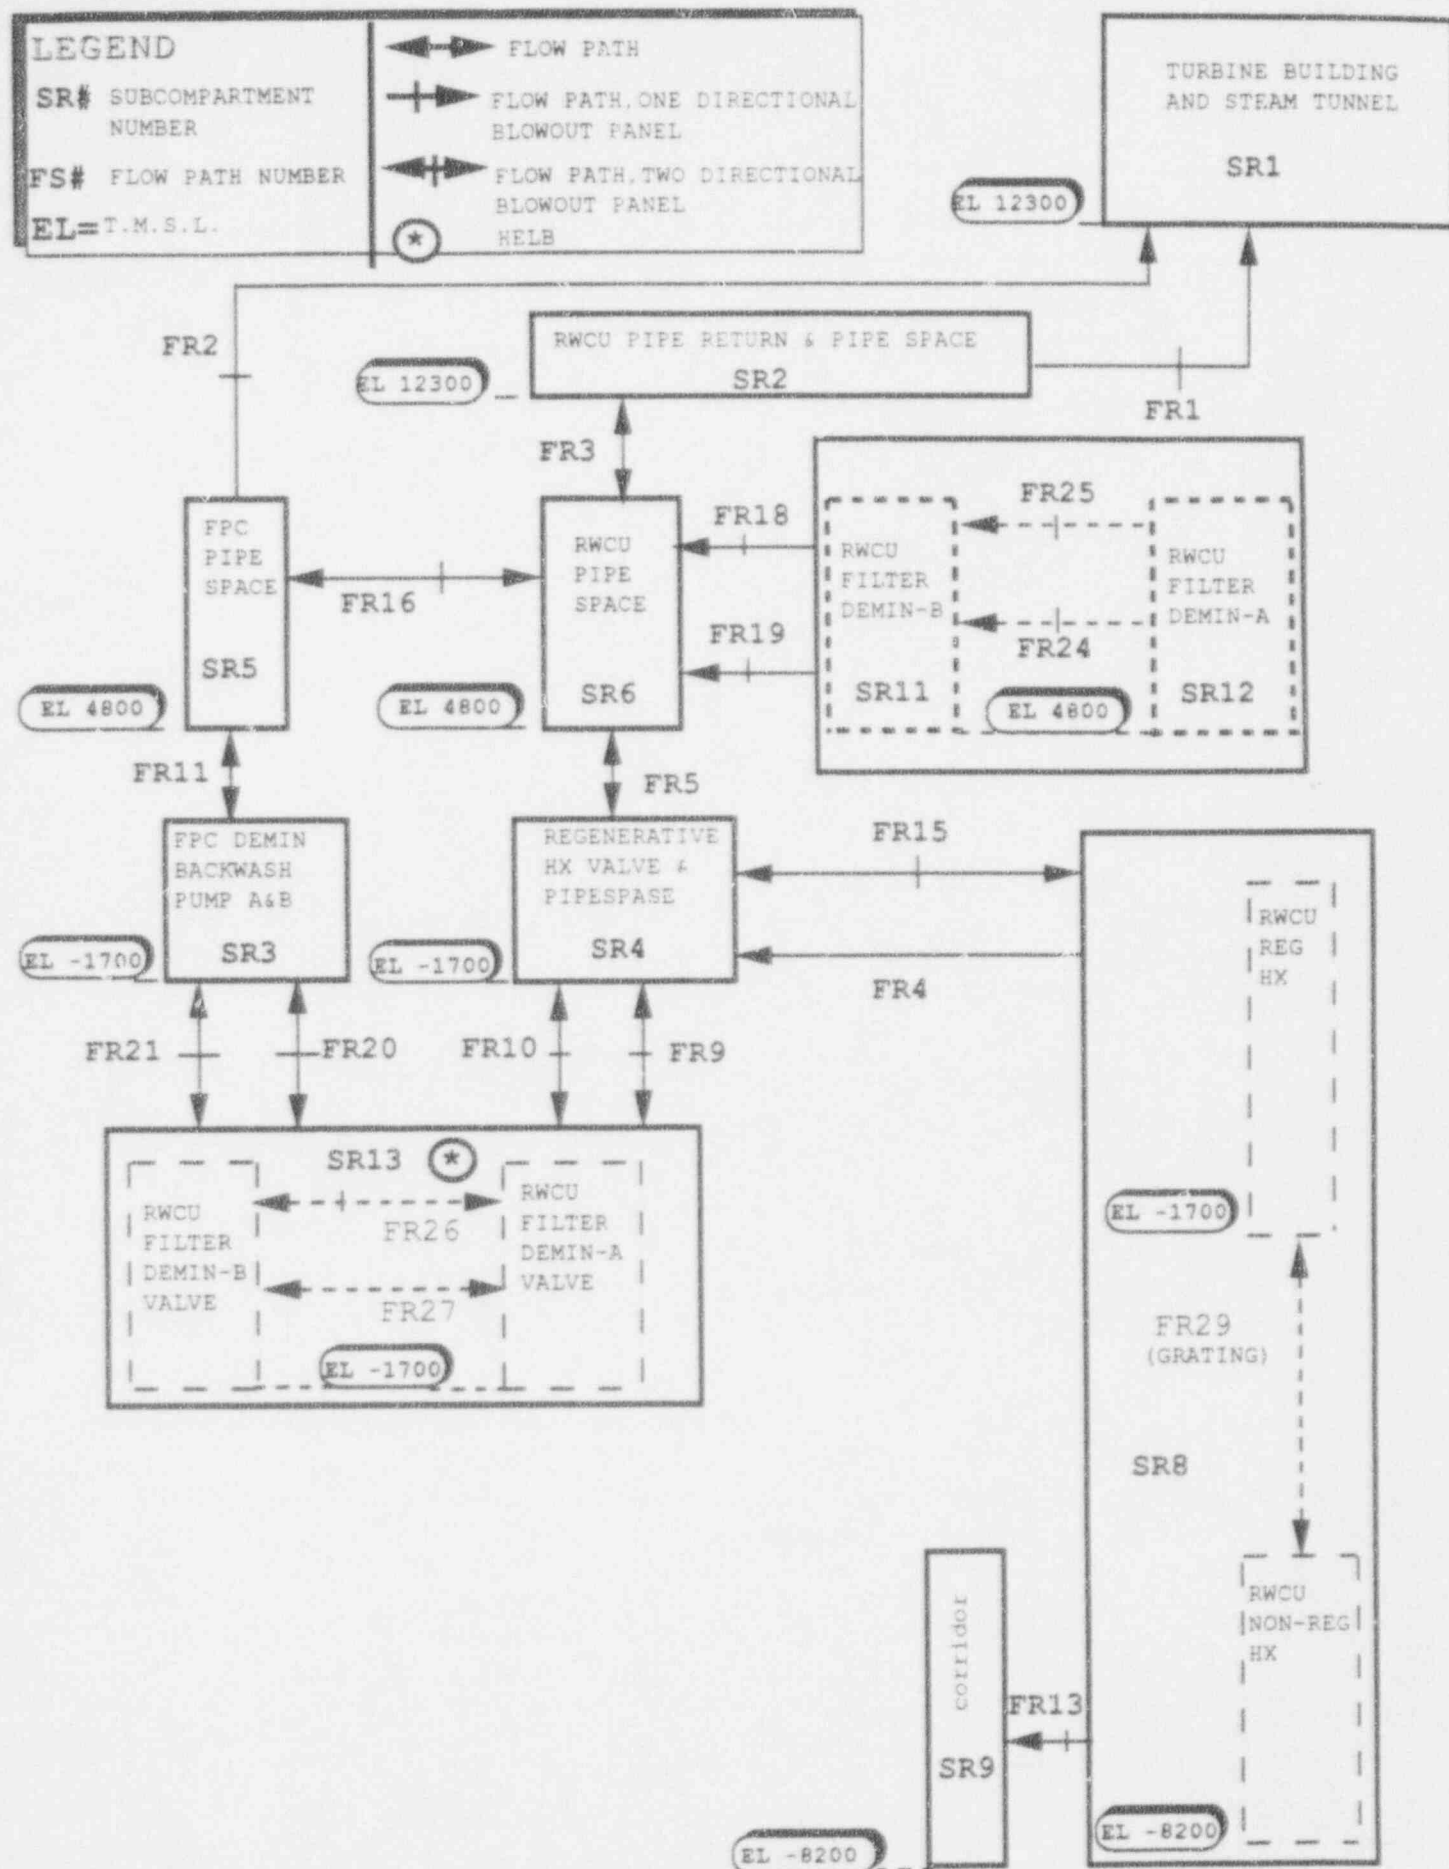 LEGEND
SR# SUBCOMPARTMENT
NUMBER
FS# FLOW PATH NUMBER
EL= T.M.S.L.
FLOW PATH
FLOW PATH, ONE DIRECTIONAL
BLOWOUT PANEL
FLOW PATH, TWO DIRECTIONAL
BLOWOUT PANEL
* HELB
TURBINE BUILDING
AND STEAM TUNNEL
SR1
EL 12300
FR2
RWCU PIPE RETURN & PIPE SPACE
SR2
EL 12300
FR1
FR3
FPC
PIPE
SPACE
SR5
EL 4800
FR16
RWCU
PIPE
SPACE
SR6
EL 4800
FR18
FR19
RWCU
FILTER
DEMIN-B
SR11
FR25
FR24
EL 4800
RWCU
FILTER
DEMIN-A
SR12
FR11
FR5
FPC DEMIN
BACKWASH
PUMP A&B
SR3
EL -1700
REGENERATIVE
HX VALVE &
PIPESPASE
SR4
EL -1700
FR15
FR4
RWCU
REG
HX
EL -1700
FR21
FR20
FR10
FR9
SR13 *
RWCU
FILTER
DEMIN-B
VALVE
FR26
FR27
RWCU
FILTER
DEMIN-A
VALVE
EL -1700
FR29
(GRATING)
SR8
RWCU
NON-REG
HX
EL -8200
corridor
SR9
FR13
EL -8200